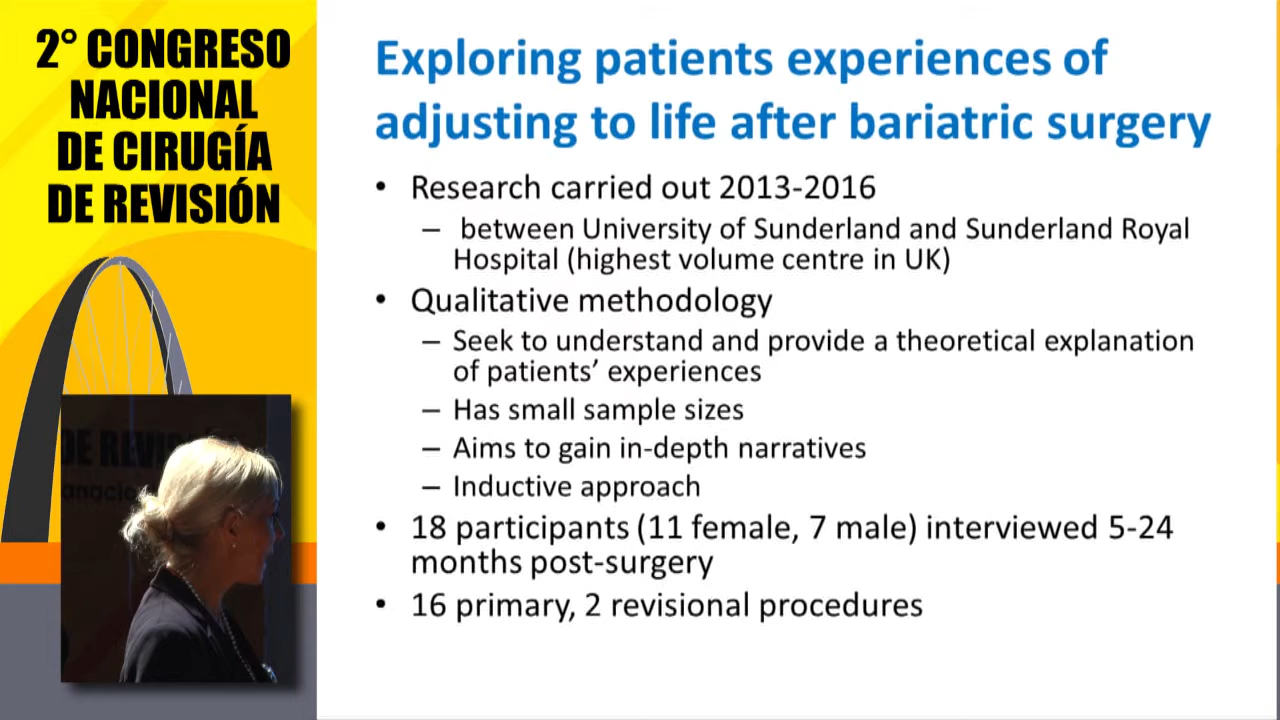 2° CONGRESO
NACIONAL
DE CIRUGÍA
DE REVISIÓN
Exploring patients experiences of
adjusting to life after bariatric surgery
• Research carried out 2013-2016
– between University of Sunderland and Sunderland Royal
Hospital (highest volume centre in UK)
• Qualitative methodology
– Seek to understand and provide a theoretical explanation
of patients’ experiences
– Has small sample sizes
– Aims to gain in-depth narratives
– Inductive approach
• 18 participants (11 female, 7 male) interviewed 5-24
months post-surgery
• 16 primary, 2 revisional procedures